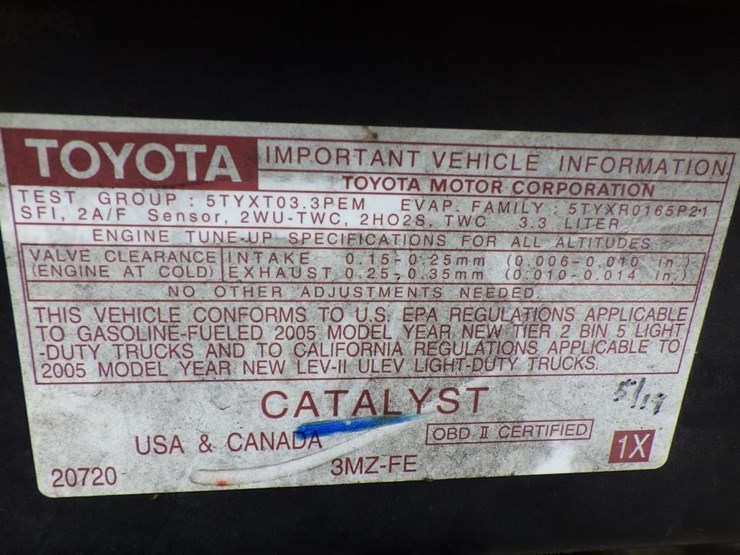 TOYOTA IMPORTANT VEHICLE INFORMATION
TOYOTA MOTOR CORPORATION
TEST GROUP : 5TYXT03.3PEM EVAP. FAMILY : 5TYXR0165P21
SFI, 2A/F Sensor, 2WU-TWC, 2HO2S, TWC 3.3 LITER
ENGINE TUNE-UP SPECIFICATIONS FOR ALL ALTITUDES
VALVE CLEARANCE INTAKE 0.15-0.25mm (0.006-0.010 in.)
(ENGINE AT COLD) EXHAUST 0.25-0.35mm (0.010-0.014 in.)
NO OTHER ADJUSTMENTS NEEDED.
THIS VEHICLE CONFORMS TO U.S. EPA REGULATIONS APPLICABLE
TO GASOLINE-FUELED 2005 MODEL YEAR NEW TIER 2 BIN 5 LIGHT
-DUTY TRUCKS AND TO CALIFORNIA REGULATIONS APPLICABLE TO
2005 MODEL YEAR NEW LEV-II ULEV LIGHT-DUTY TRUCKS.
CATALYST
5/19
USA & CANADA OBD II CERTIFIED
1X
20720 3MZ-FE